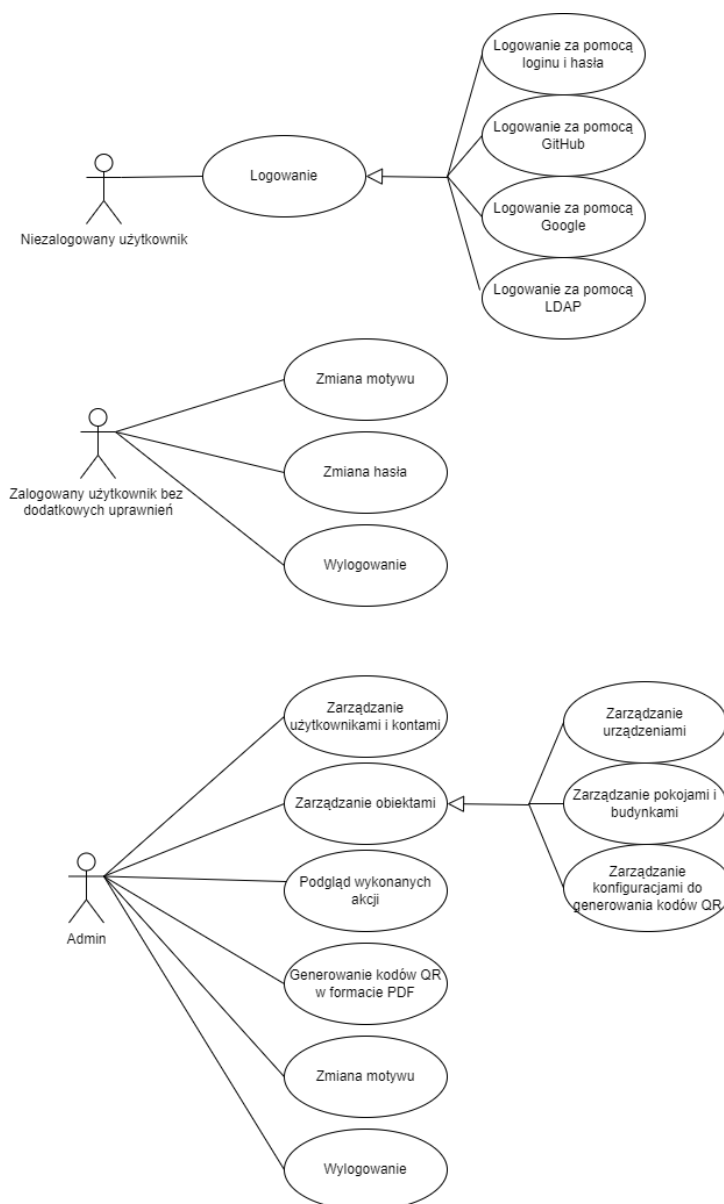 Logowanie za pomocą
loginu i hasła
Logowanie za pomocą
GitHub
Logowanie
Logowanie za pomocą
Google
Niezalogowany użytkownik
Logowanie za pomocą
LDAP
Zmiana motywu
Zmiana hasła
Zalogowany użytkownik bez
dodatkowych uprawnień
Wylogowanie
Zarządzanie
użytkownikami i kontami
Zarządzanie
urządzeniami
Zarządzanie obiektami
Zarządzanie pokojami i
budynkami
Podgląd wykonanych
akcji
Zarządzanie
konfiguracjami do
generowania kodów QR
Admin
Generowanie kodów QR
w formacie PDF
Zmiana motywu
Wylogowanie